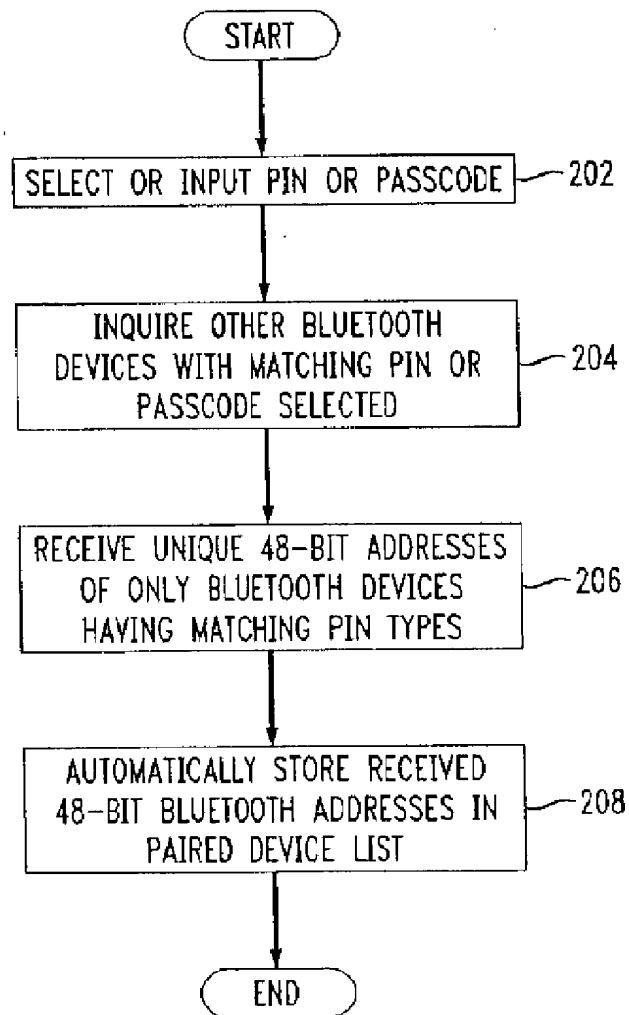 START
SELECT OR INPUT PIN OR PASSCODE
202
INQUIRE OTHER BLUETOOTH
DEVICES WITH MATCHING PIN OR
PASSCODE SELECTED
204
RECEIVE UNIQUE 48-BIT ADDRESSES
OF ONLY BLUETOOTH DEVICES
HAVING MATCHING PIN TYPES
206
AUTOMATICALLY STORE RECEIVED
48-BIT BLUETOOTH ADDRESSES IN
PAIRED DEVICE LIST
208
END